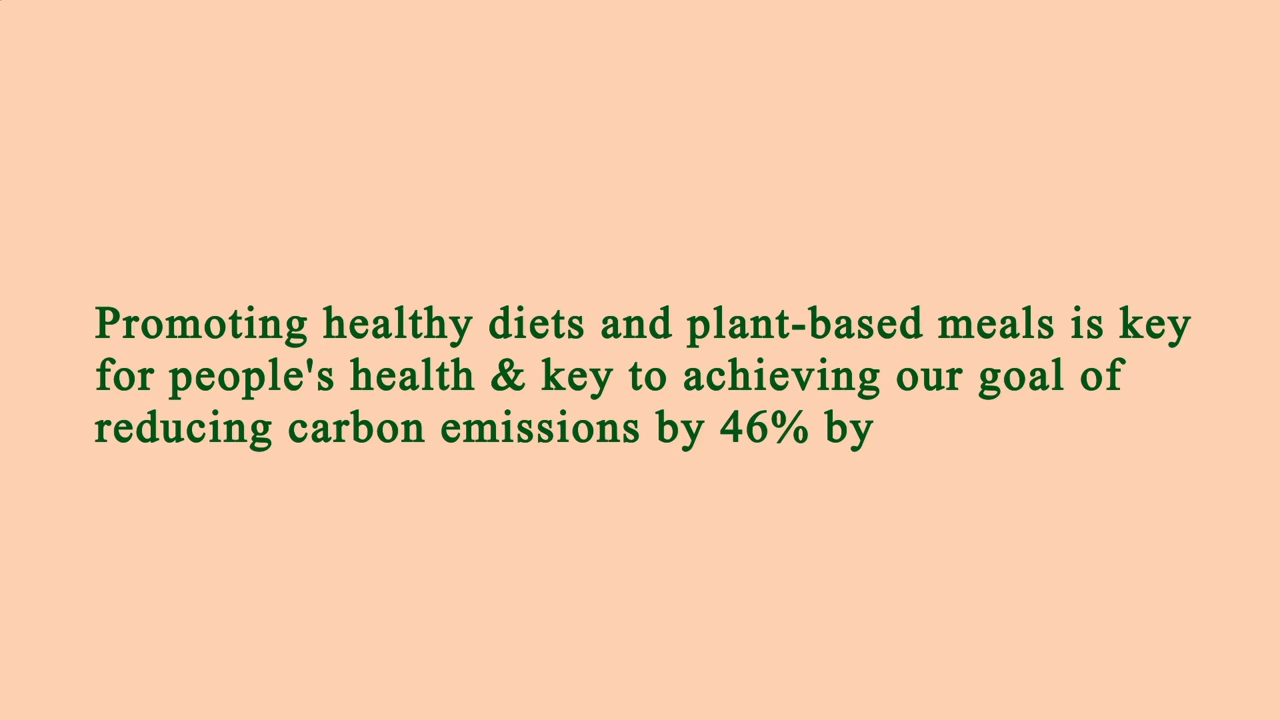 Promoting healthy diets and plant-based meals is key
for people's health & key to achieving our goal of
reducing carbon emissions by 46% by